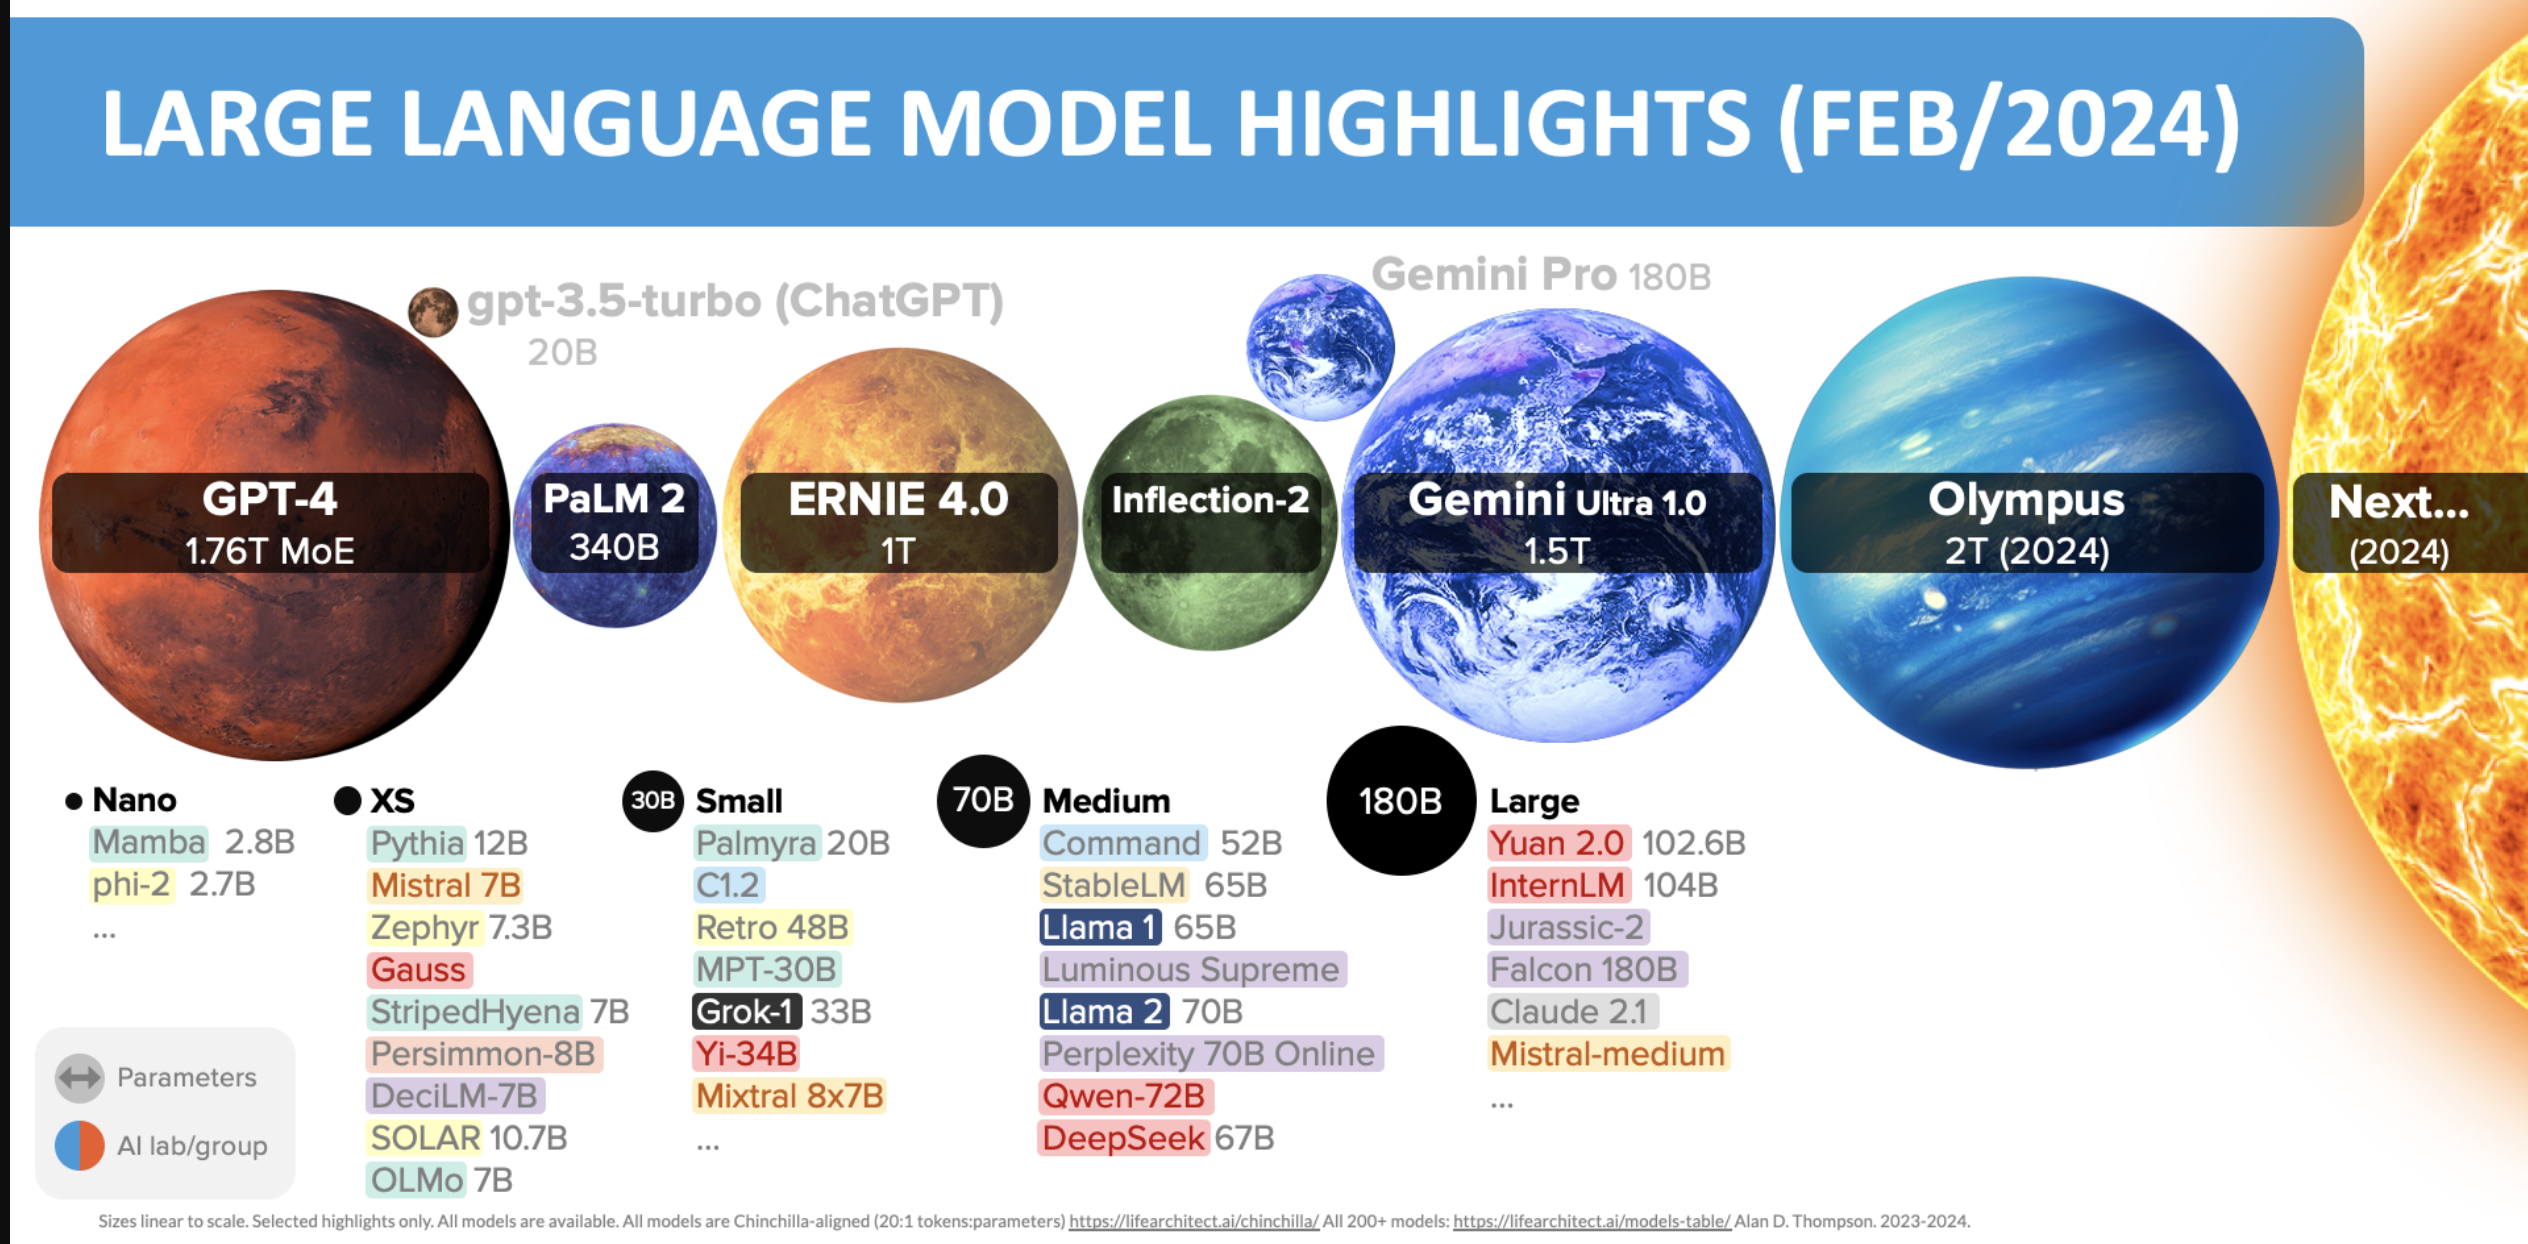 LARGE LANGUAGE MODEL HIGHLIGHTS (FEB/2024)
gpt-3.5-turbo (ChatGPT)
20B
Gemini Pro 180B
GPT-4
1.76T MoE
PaLM 2
340B
ERNIE 4.0
1T
Inflection-2
Gemini Ultra 1.0
1.5T
Olympus
2T (2024)
Next...
(2024)
Nano
Mamba 2.8B
phi-2 2.7B
...
XS
Pythia 12B
Mistral 7B
Zephyr 7.3B
Gauss
StripedHyena 7B
Persimmon-8B
DeciLM-7B
SOLAR 10.7B
OLMo 7B
30B Small
Palmyra 20B
C1.2
Retro 48B
MPT-30B
Grok-1 33B
Yi-34B
Mixtral 8x7B
...
70B Medium
Command 52B
StableLM 65B
Llama 1 65B
Luminous Supreme
Llama 2 70B
Perplexity 70B Online
Qwen-72B
DeepSeek 67B
180B Large
Yuan 2.0 102.6B
InternLM 104B
Jurassic-2
Falcon 180B
Claude 2.1
Mistral-medium
...
Parameters
AI lab/group
Sizes linear to scale. Selected highlights only. All models are available. All models are Chinchilla-aligned (20:1 tokens:parameters) https://lifearchitect.ai/chinchilla/ All 200+ models: https://lifearchitect.ai/models-table/ Alan D. Thompson. 2023-2024.